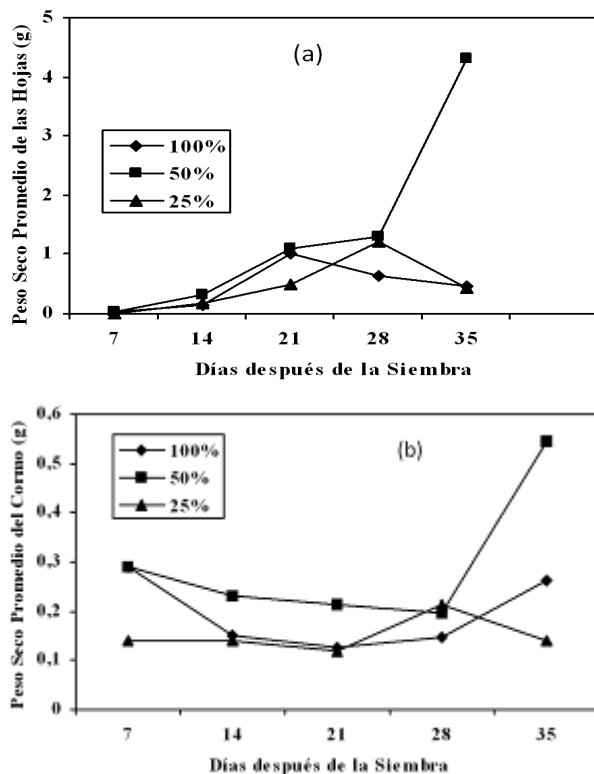 Peso Seco Promedio de las Hojas (g)
5
4
3
2
1
0
(a)
100%
50%
25%
7 14 21 28 35
Días después de la Siembra
Peso Seco Promedio del Cormo (g)
0,6
0,5
0,4
0,3
0,2
0,1
0
(b)
100%
50%
25%
7 14 21 28 35
Días después de la Siembra